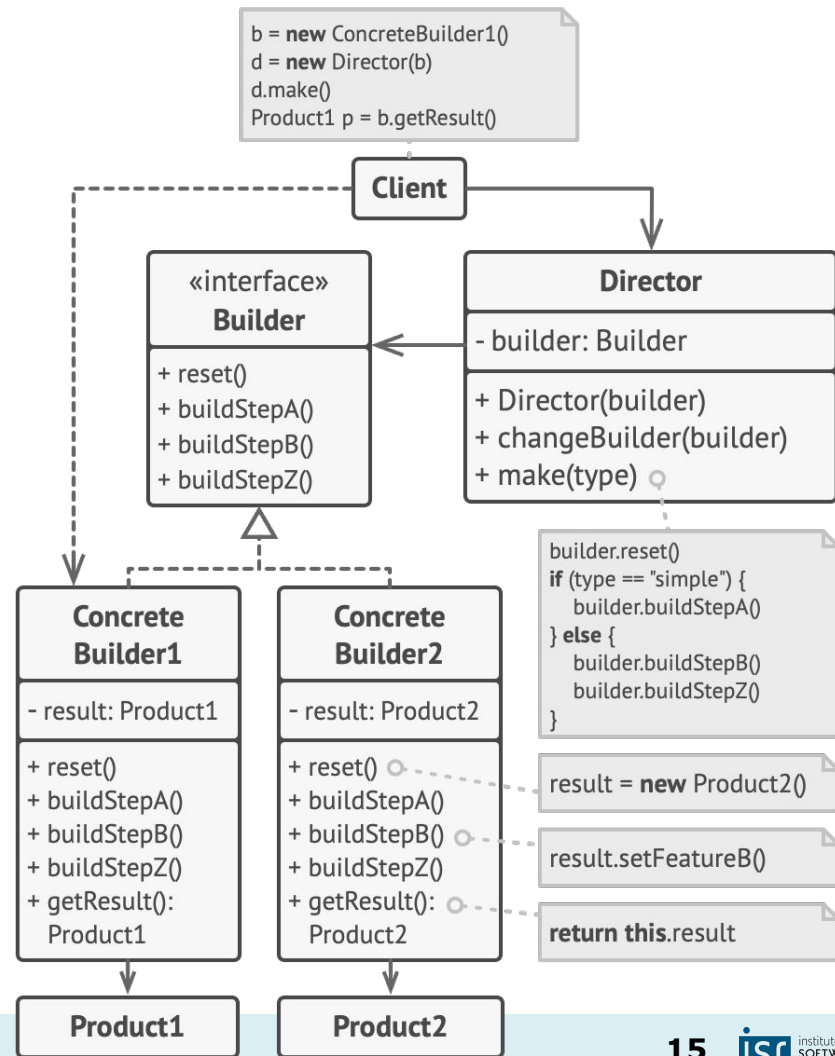 b = new ConcreteBuilder1()
d = new Director(b)
d.make()
Product1 p = b.getResult()
Client
«interface»
Builder
+ reset()
+ buildStepA()
+ buildStepB()
+ buildStepZ()
Director
- builder: Builder
+ Director(builder)
+ changeBuilder(builder)
+ make(type)
builder.reset()
if (type == "simple") {
builder.buildStepA()
} else {
builder.buildStepB()
builder.buildStepZ()
}
Concrete
Builder1
- result: Product1
+ reset()
+ buildStepA()
+ buildStepB()
+ buildStepZ()
+ getResult():
Product1
Concrete
Builder2
- result: Product2
+ reset()
+ buildStepA()
+ buildStepB()
+ buildStepZ()
+ getResult():
Product2
result = new Product2()
result.setFeatureB()
return this.result
Product1
Product2
15
isr
institute